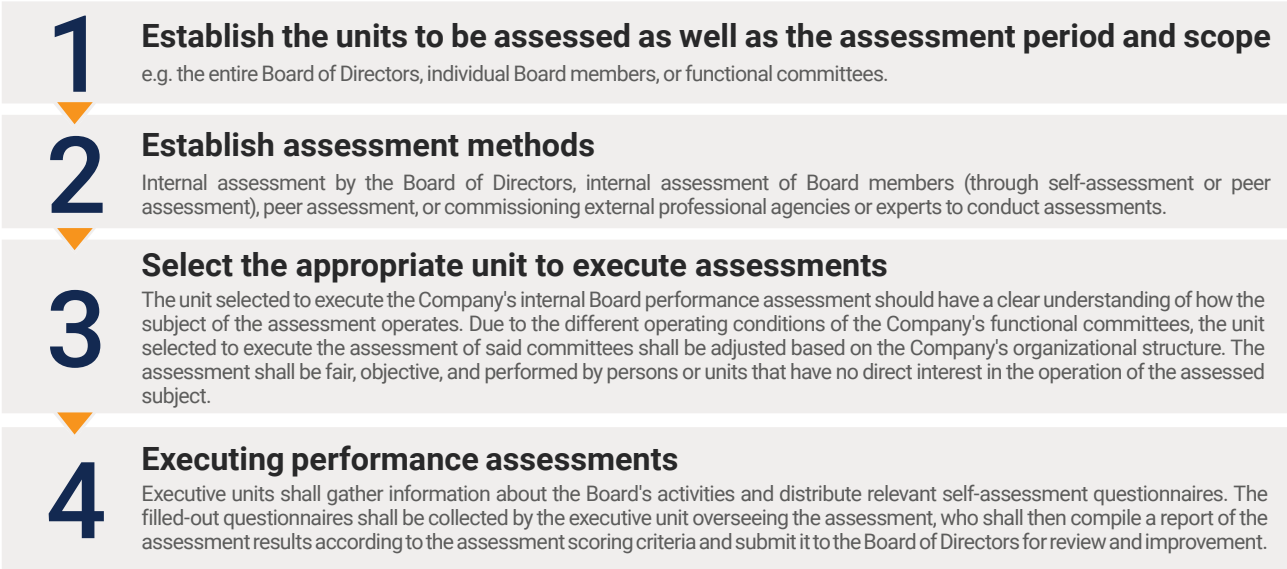 1
Establish the units to be assessed as well as the assessment period and scope
e.g. the entire Board of Directors, individual Board members, or functional committees.
2
Establish assessment methods
Internal assessment by the Board of Directors, internal assessment of Board members (through self-assessment or peer
assessment), peer assessment, or commissioning external professional agencies or experts to conduct assessments.
3
Select the appropriate unit to execute assessments
The unit selected to execute the Company's internal Board performance assessment should have a clear understanding of how the
subject of the assessment operates. Due to the different operating conditions of the Company's functional committees, the unit
selected to execute the assessment of said committees shall be adjusted based on the Company's organizational structure. The
assessment shall be fair, objective, and performed by persons or units that have no direct interest in the operation of the assessed
subject.
4
Executing performance assessments
Executive units shall gather information about the Board's activities and distribute relevant self-assessment questionnaires. The
filled-out questionnaires shall be collected by the executive unit overseeing the assessment, who shall then compile a report of the
assessment results according to the assessment scoring criteria and submit it to the Board of Directors for review and improvement.